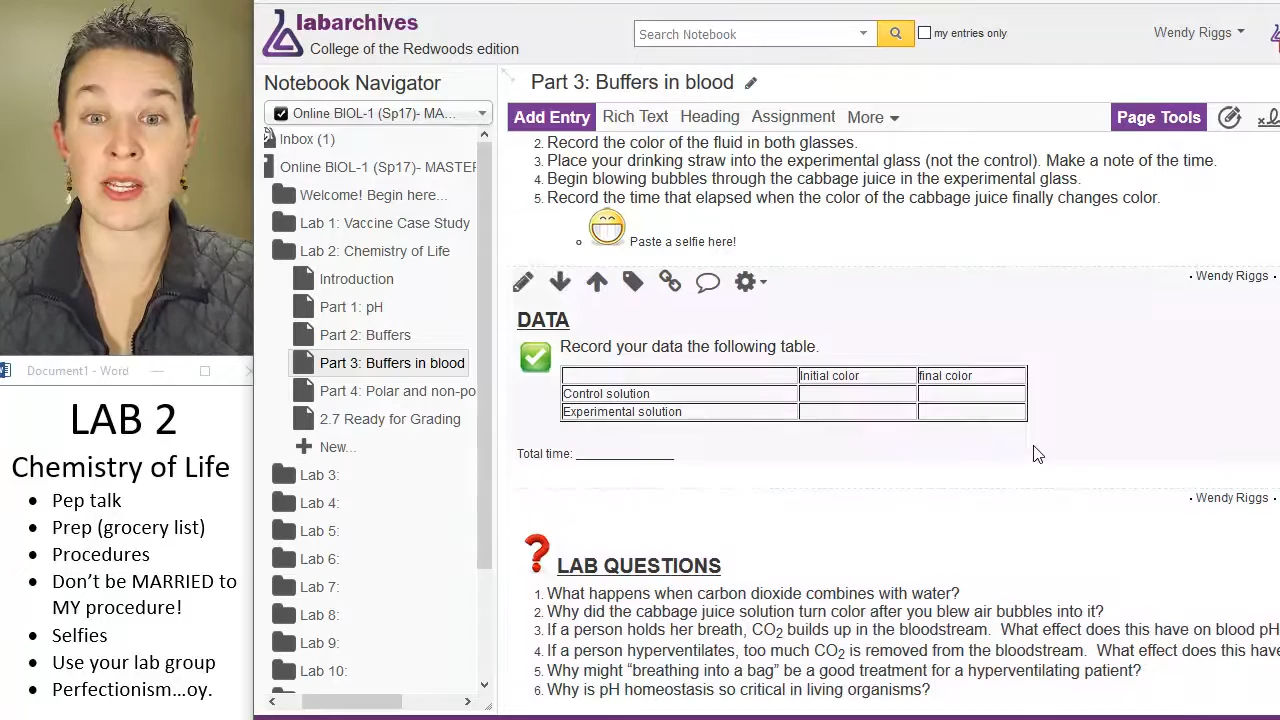 labarchives
College of the Redwoods edition
Search Notebook
my entries only
Wendy Riggs
Notebook Navigator
Online BIOL-1 (Sp17)- MA...
Inbox (1)
Online BIOL-1 (Sp17)- MASTER
Welcome! Begin here...
Lab 1: Vaccine Case Study
Lab 2: Chemistry of Life
Introduction
Part 1: pH
Part 2: Buffers
Part 3: Buffers in blood
Part 4: Polar and non-po
2.7 Ready for Grading
New...
Lab 3:
Lab 4:
Lab 5:
Lab 6:
Lab 7:
Lab 8:
Lab 9:
Lab 10:
Part 3: Buffers in blood
Add Entry Rich Text Heading Assignment More Page Tools
2. Record the color of the fluid in both glasses.
3. Place your drinking straw into the experimental glass (not the control). Make a note of the time.
4. Begin blowing bubbles through the cabbage juice in the experimental glass.
5. Record the time that elapsed when the color of the cabbage juice finally changes color.
Paste a selfie here!
• Wendy Riggs •
DATA
Record your data the following table.
Initial color final color
Control solution
Experimental solution
Total time: _______________
• Wendy Riggs •
LAB QUESTIONS
1. What happens when carbon dioxide combines with water?
2. Why did the cabbage juice solution turn color after you blew air bubbles into it?
3. If a person holds her breath, CO2 builds up in the bloodstream. What effect does this have on blood pH
4. If a person hyperventilates, too much CO2 is removed from the bloodstream. What effect does this have
5. Why might “breathing into a bag” be a good treatment for a hyperventilating patient?
6. Why is pH homeostasis so critical in living organisms?
Document1 - Word
LAB 2
Chemistry of Life
• Pep talk
• Prep (grocery list)
• Procedures
• Don’t be MARRIED to
MY procedure!
• Selfies
• Use your lab group
• Perfectionism…oy.